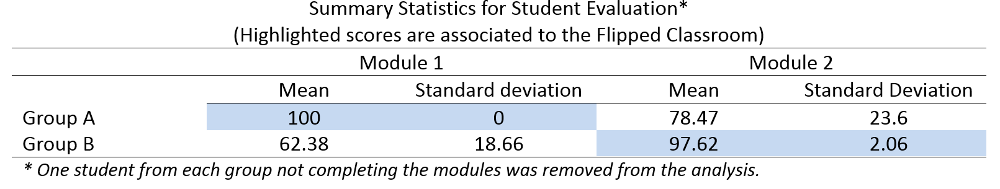 Summary Statistics for Student Evaluation*
(Highlighted scores are associated to the Flipped Classroom)
Module 1 Module 2
Mean Standard deviation Mean Standard Deviation
Group A 100 0 78.47 23.6
Group B 62.38 18.66 97.62 2.06
* One student from each group not completing the modules was removed from the analysis.